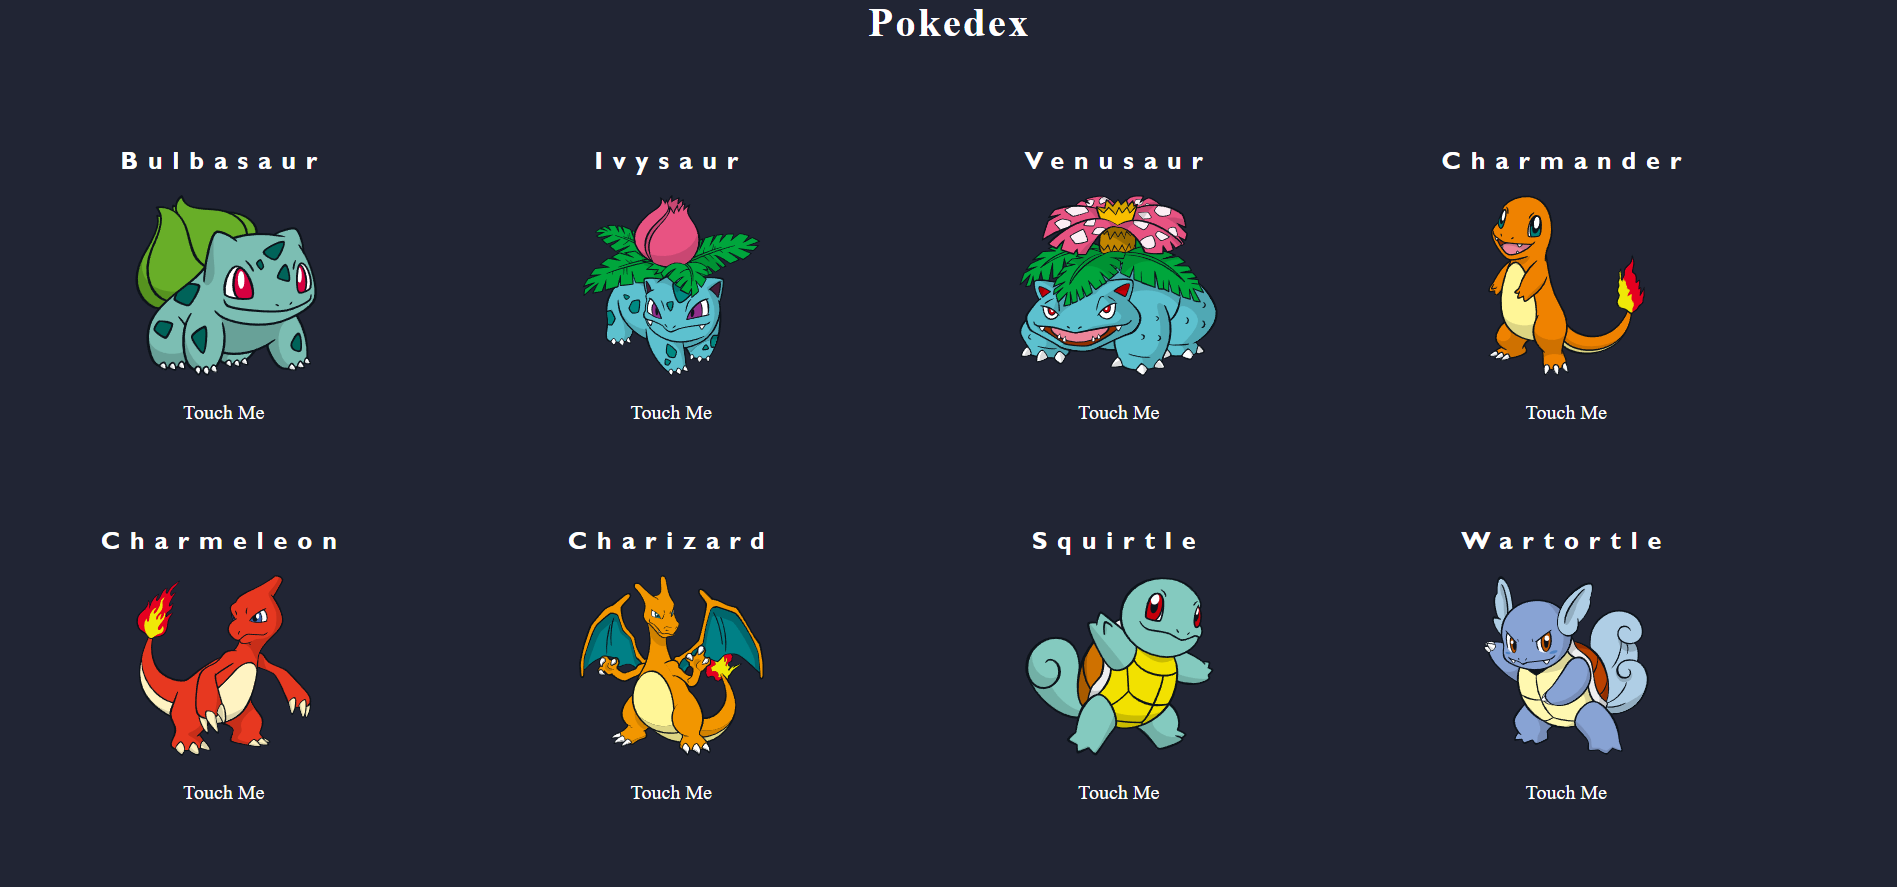 Pokedex
Bulbasaur
Ivysaur
Venusaur
Charmander
Touch Me
Touch Me
Touch Me
Touch Me
Charmeleon
Charizard
Squirtle
Wartortle
Touch Me
Touch Me
Touch Me
Touch Me